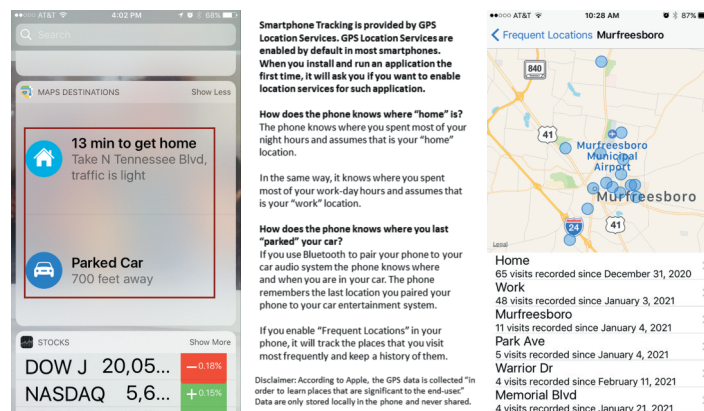 ●●○○○ AT&T 4:02 PM 68%
Search
MAPS DESTINATIONS Show Less
13 min to get home
Take N Tennessee Blvd,
traffic is light
Parked Car
700 feet away
STOCKS Show More
DOW J 20,05... −0.18%
NASDAQ 5,6... +0.15%
Smartphone Tracking is provided by GPS
Location Services. GPS Location Services are
enabled by default in most smartphones.
When you install and run an application the
first time, it will ask you if you want to enable
location services for such application.
How does the phone knows where "home" is?
The phone knows where you spent most of your
night hours and assumes that is your "home"
location.
In the same way, it knows where you spent
most of your work-day hours and assumes that
is your "work" location.
How does the phone knows where you last
"parked" your car?
If you use Bluetooth to pair your phone to your
car audio system the phone knows where
and when you are in your car. The phone
remembers the last location you paired your
phone to your car entertainment system.
If you enable "Frequent Locations" in your
phone, it will track the places that you visit
most frequently and keep a history of them.
Disclaimer: According to Apple, the GPS data is collected "in
order to learn places that are significant to the end-user."
Data are only stored locally in the phone and never shared.
●●○○○ AT&T 10:28 AM 87%
Frequent Locations Murfreesboro
840
41
Murfreesboro
Municipal
Airport
Murfreesboro
24
41
Legal
Home
65 visits recorded since December 31, 2020
Work
48 visits recorded since January 3, 2021
Murfreesboro
11 visits recorded since January 4, 2021
Park Ave
5 visits recorded since January 4, 2021
Warrior Dr
4 visits recorded since February 11, 2021
Memorial Blvd
4 visits recorded since January 21, 2021